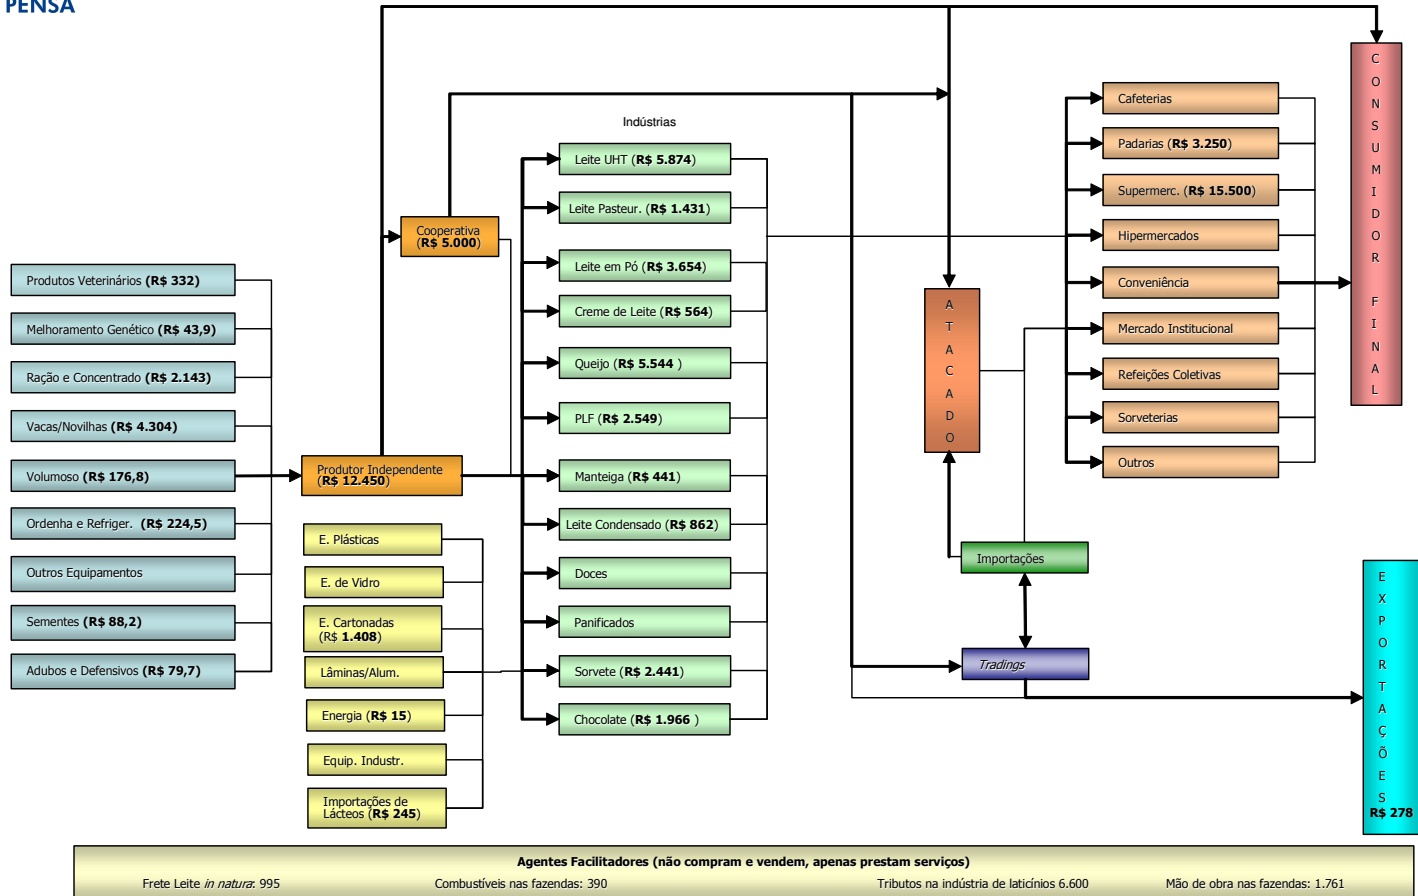 PENSA
Indústrias
Produtos Veterinários (R$ 332)
Melhoramento Genético (R$ 43,9)
Ração e Concentrado (R$ 2.143)
Vacas/Novilhas (R$ 4.304)
Volumoso (R$ 176,8)
Ordenha e Refriger. (R$ 224,5)
Outros Equipamentos
Sementes (R$ 88,2)
Adubos e Defensivos (R$ 79,7)
Cooperativa
(R$ 5.000)
Produtor Independente
(R$ 12.450)
E. Plásticas
E. de Vidro
E. Cartonadas
(R$ 1.408)
Lâminas/Alum.
Energia (R$ 15)
Equip. Industr.
Importações de
Lácteos (R$ 245)
Leite UHT (R$ 5.874)
Leite Pasteur. (R$ 1.431)
Leite em Pó (R$ 3.654)
Creme de Leite (R$ 564)
Queijo (R$ 5.544 )
PLF (R$ 2.549)
Manteiga (R$ 441)
Leite Condensado (R$ 862)
Doces
Panificados
Sorvete (R$ 2.441)
Chocolate (R$ 1.966 )
ATACADO
Importações
Tradings
Cafeterias
Padarias (R$ 3.250)
Supermerc. (R$ 15.500)
Hipermercados
Conveniência
Mercado Institucional
Refeições Coletivas
Sorveterias
Outros
CONSUMIDOR FINAL
EXPORTAÇÕES
R$ 278
Agentes Facilitadores (não compram e vendem, apenas prestam serviços)
Frete Leite in natura: 995 Combustíveis nas fazendas: 390 Tributos na indústria de laticínios 6.600 Mão de obra nas fazendas: 1.761